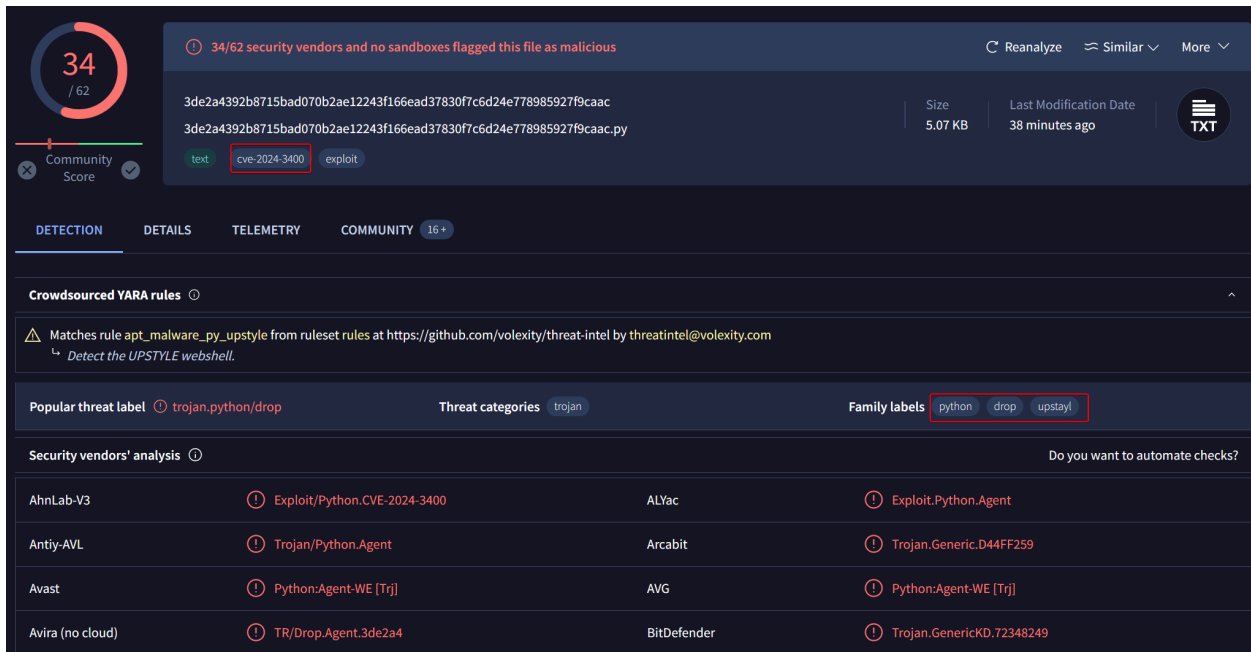 34
/ 62
Community
Score
34/62 security vendors and no sandboxes flagged this file as malicious
Reanalyze
Similar
More
3de2a4392b8715bad070b2ae12243f166ead37830f7c6d24e778985927f9caac
3de2a4392b8715bad070b2ae12243f166ead37830f7c6d24e778985927f9caac.py
text cve-2024-3400 exploit
Size
5.07 KB
Last Modification Date
38 minutes ago
TXT
DETECTION DETAILS TELEMETRY COMMUNITY 16+
Crowdsourced YARA rules
Matches rule apt_malware_py_upstyle from ruleset rules at https://github.com/volexity/threat-intel by threatintel@volexity.com
Detect the UPSTYLE webshell.
Popular threat label trojan.python/drop Threat categories trojan Family labels python drop upstayl
Security vendors' analysis Do you want to automate checks?
AhnLab-V3 Exploit/Python.CVE-2024-3400 ALYac Exploit.Python.Agent
Antiy-AVL Trojan/Python.Agent Arcabit Trojan.Generic.D44FF259
Avast Python:Agent-WE [Trj] AVG Python:Agent-WE [Trj]
Avira (no cloud) TR/Drop.Agent.3de2a4 BitDefender Trojan.GenericKD.72348249